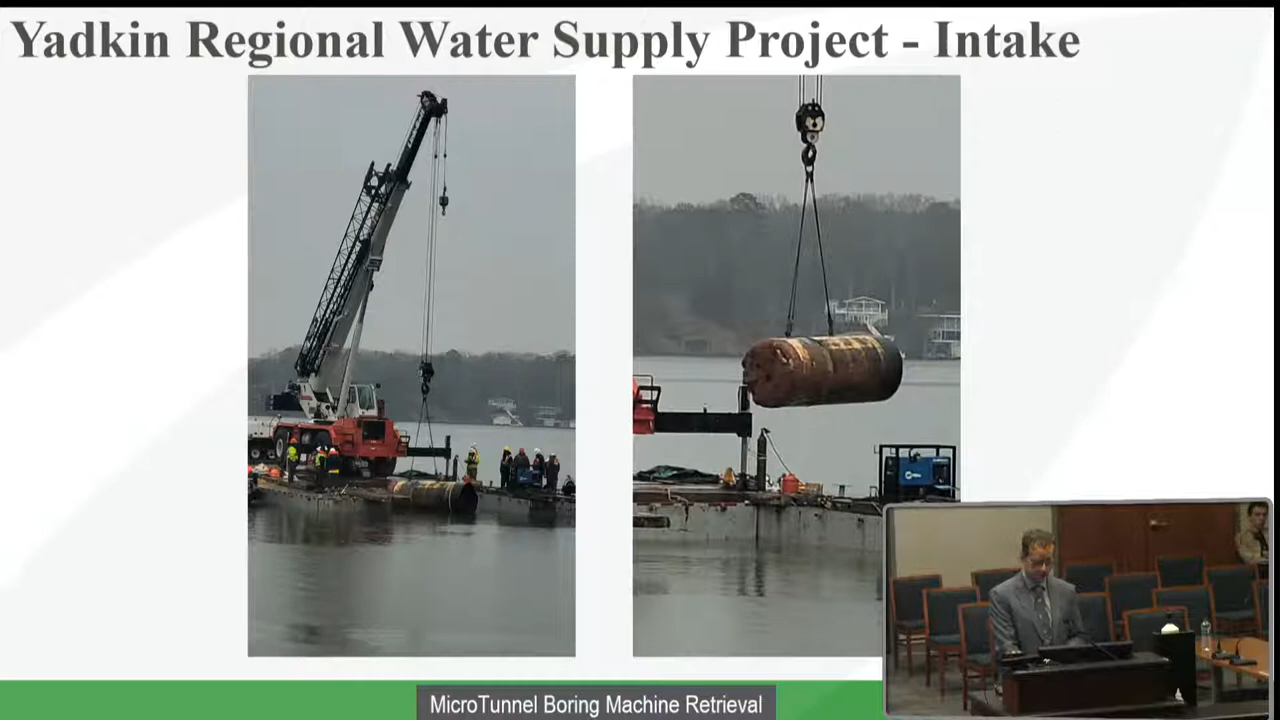 Yadkin Regional Water Supply Project - Intake
MicroTunnel Boring Machine Retrieval